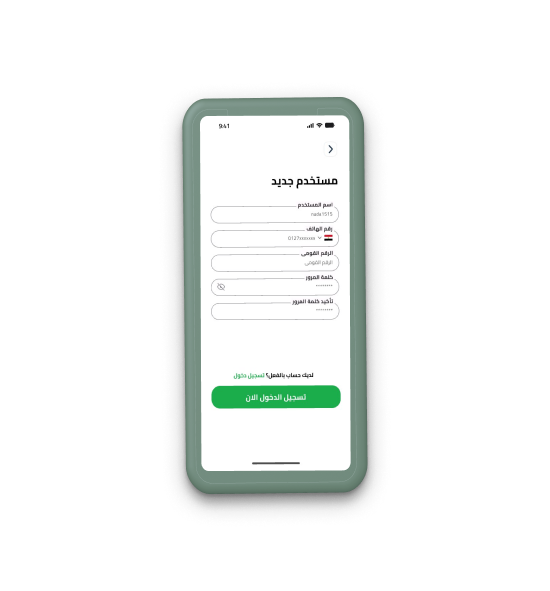 9:41
مستخدم جديد
اسم المستخدم
nada1515
رقم الهاتف
0127xxxxxx
الرقم القومي
الرقم القومي
كلمة المرور
********
تأكيد كلمة المرور
********
لديك حساب بالفعل؟ تسجيل دخول
تسجيل الدخول الان